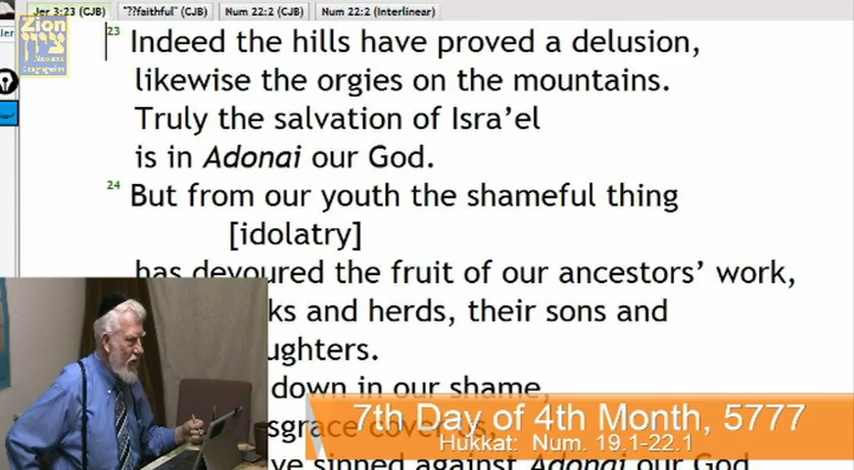 Jer 3:23 (CJB) "??faithful" (CJB) Num 22:2 (CJB) Num 22:2 (Interlinear)
Zion
ציון
23 Indeed the hills have proved a delusion,
likewise the orgies on the mountains.
Truly the salvation of Isra’el
is in Adonai our God.
24 But from our youth the shameful thing
[idolatry]
has devoured the fruit of our ancestors’ work,
ks and herds, their sons and
ughters.
down in our shame,
7th Day of 4th Month, 5777
Hukkat: Num. 19.1-22.1
ve sinned against Adonai our God